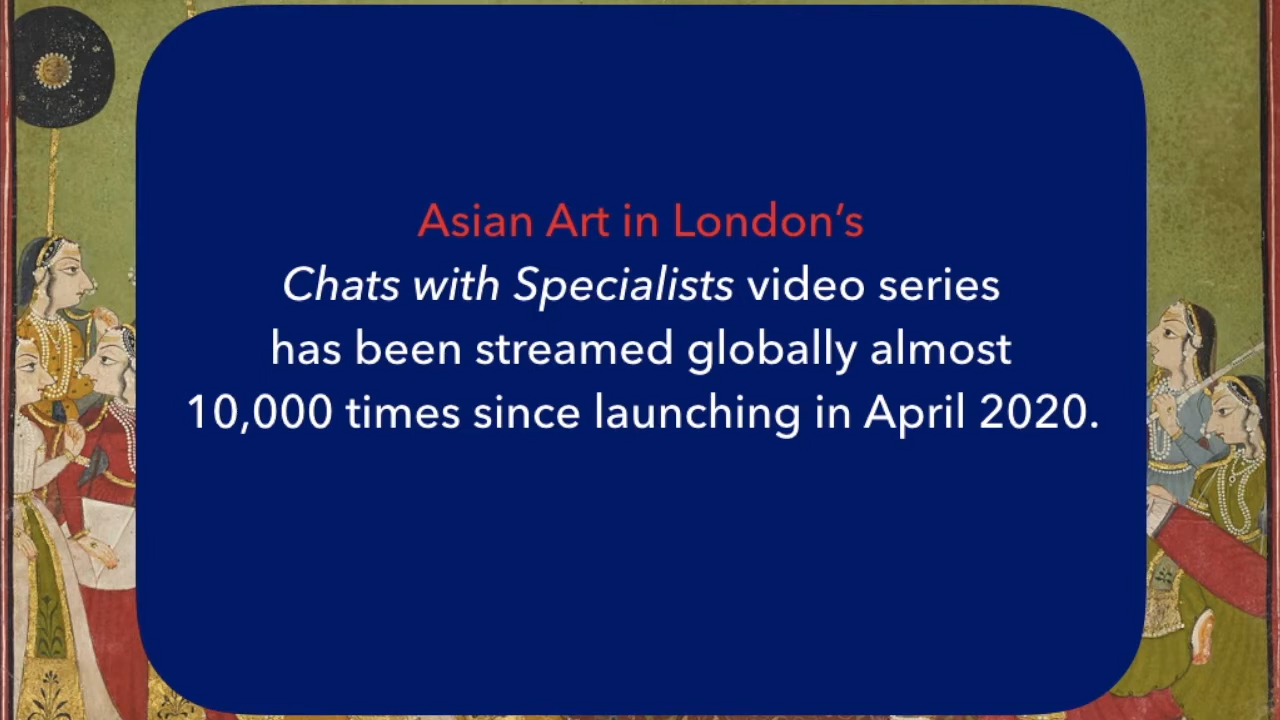 Asian Art in London’s
Chats with Specialists video series
has been streamed globally almost
10,000 times since launching in April 2020.